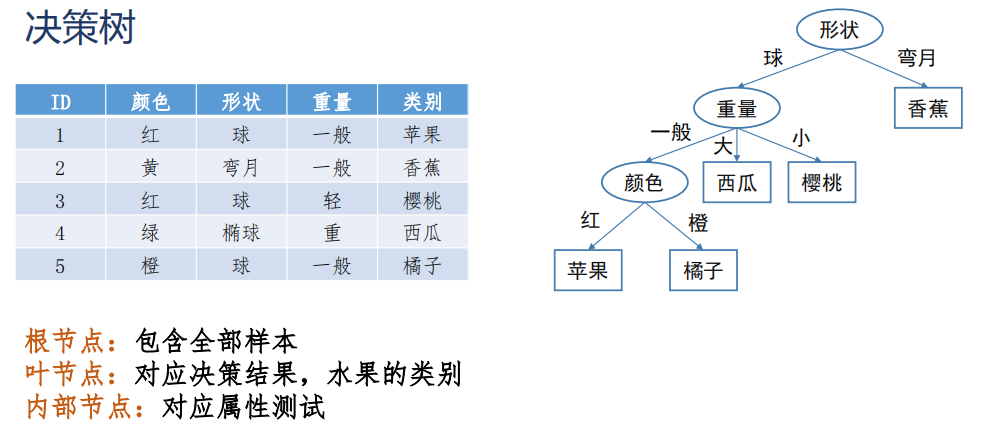 决策树
ID 颜色 形状 重量 类别
1 红 球 一般 苹果
2 黄 弯月 一般 香蕉
3 红 球 轻 樱桃
4 绿 椭球 重 西瓜
5 橙 球 一般 橘子
形状
球 弯月
重量 香蕉
一般 大 小
颜色 西瓜 樱桃
红 橙
苹果 橘子
根节点：包含全部样本
叶节点：对应决策结果，水果的类别
内部节点：对应属性测试